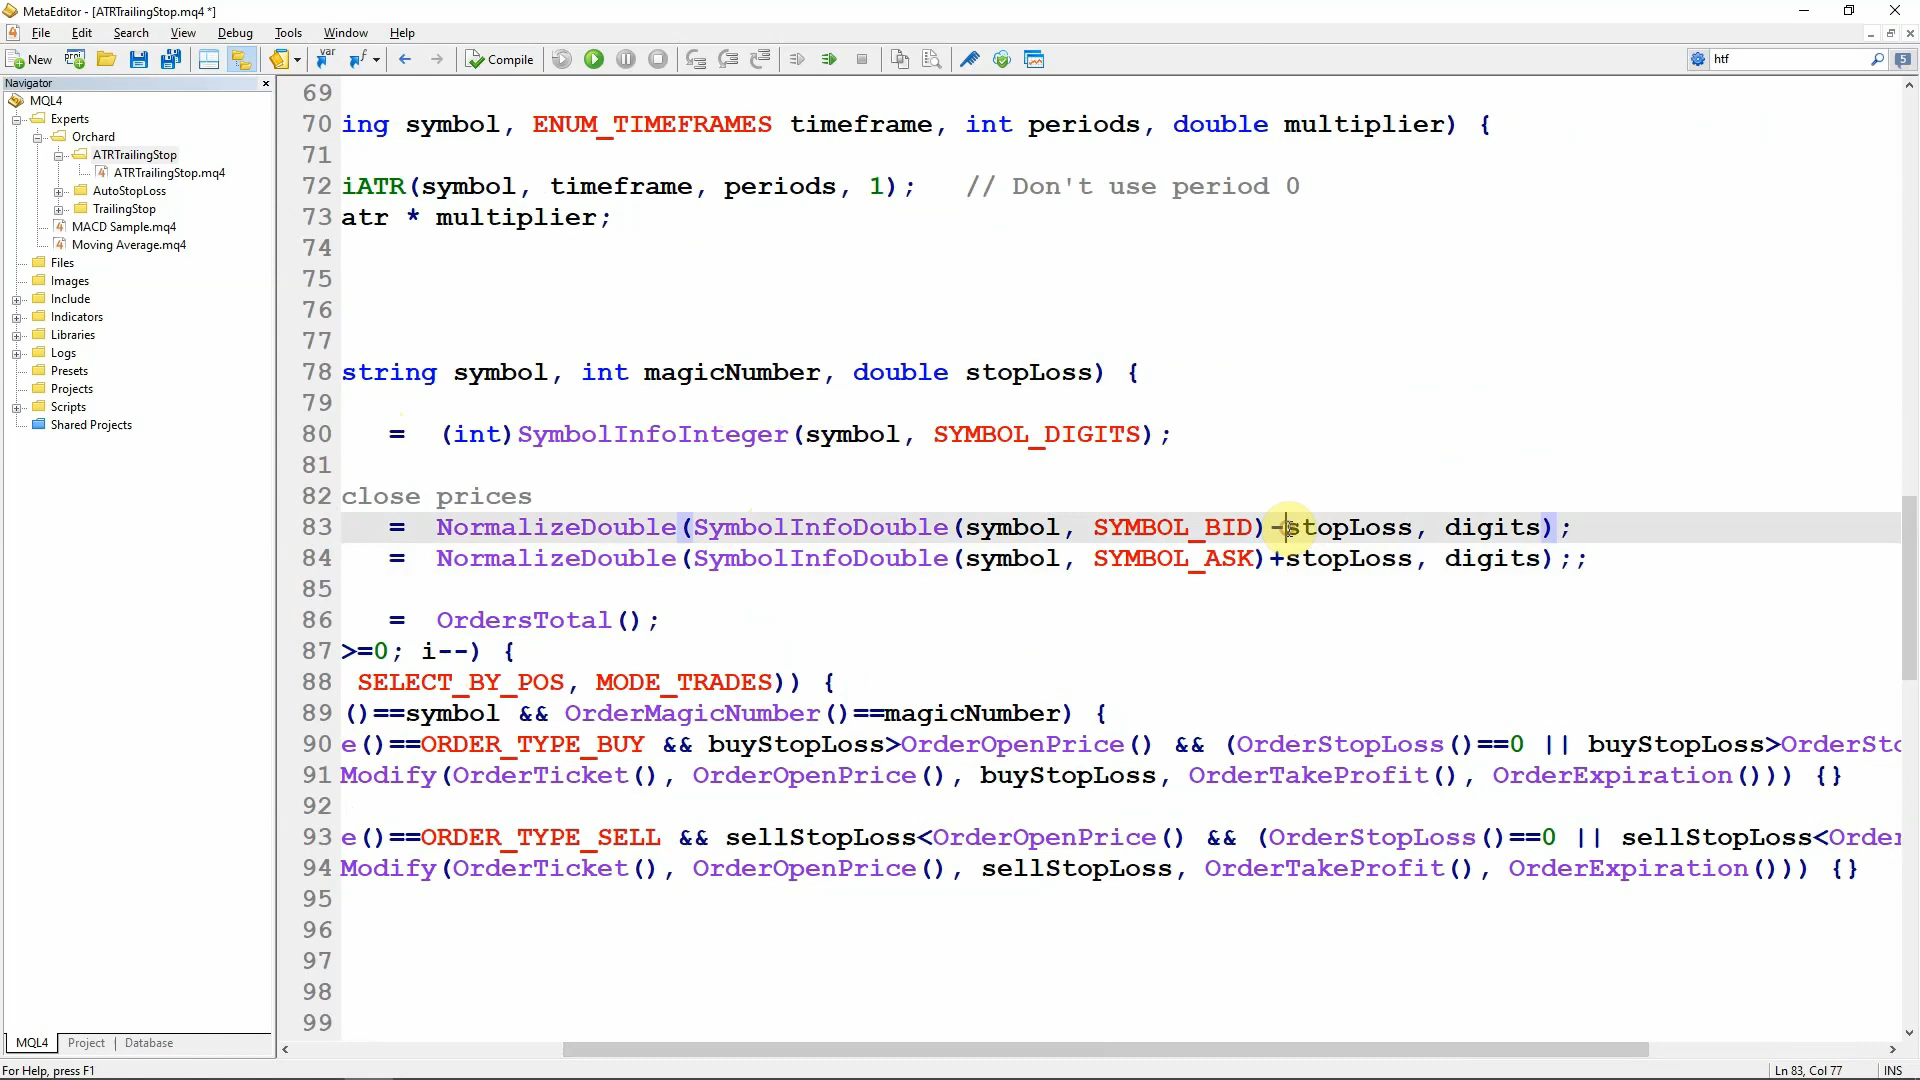 MetaEditor - [ATRTrailingStop.mq4 *]
File Edit Search View Debug Tools Window Help
New var Compile htf 5
Navigator
MQL4
Experts
Orchard
ATRTrailingStop
ATRTrailingStop.mq4
AutoStopLoss
TrailingStop
MACD Sample.mq4
Moving Average.mq4
Files
Images
Include
Indicators
Libraries
Logs
Presets
Projects
Scripts
Shared Projects
69
70 ing symbol, ENUM_TIMEFRAMES timeframe, int periods, double multiplier) {
71
72 iATR(symbol, timeframe, periods, 1); // Don't use period 0
73 atr * multiplier;
74
75
76
77
78 string symbol, int magicNumber, double stopLoss) {
79
80 = (int)SymbolInfoInteger(symbol, SYMBOL_DIGITS);
81
82 close prices
83 = NormalizeDouble(SymbolInfoDouble(symbol, SYMBOL_BID)-stopLoss, digits);
84 = NormalizeDouble(SymbolInfoDouble(symbol, SYMBOL_ASK)+stopLoss, digits);;
85
86 = OrdersTotal();
87 >=0; i--) {
88 SELECT_BY_POS, MODE_TRADES)) {
89 ()==symbol && OrderMagicNumber()==magicNumber) {
90 e()==ORDER_TYPE_BUY && buyStopLoss>OrderOpenPrice() && (OrderStopLoss()==0 || buyStopLoss>OrderSto
91 Modify(OrderTicket(), OrderOpenPrice(), buyStopLoss, OrderTakeProfit(), OrderExpiration())) {}
92
93 e()==ORDER_TYPE_SELL && sellStopLoss<OrderOpenPrice() && (OrderStopLoss()==0 || sellStopLoss<Order
94 Modify(OrderTicket(), OrderOpenPrice(), sellStopLoss, OrderTakeProfit(), OrderExpiration())) {}
95
96
97
98
99
MQL4 Project Database
For Help, press F1 Ln 83, Col 77 INS